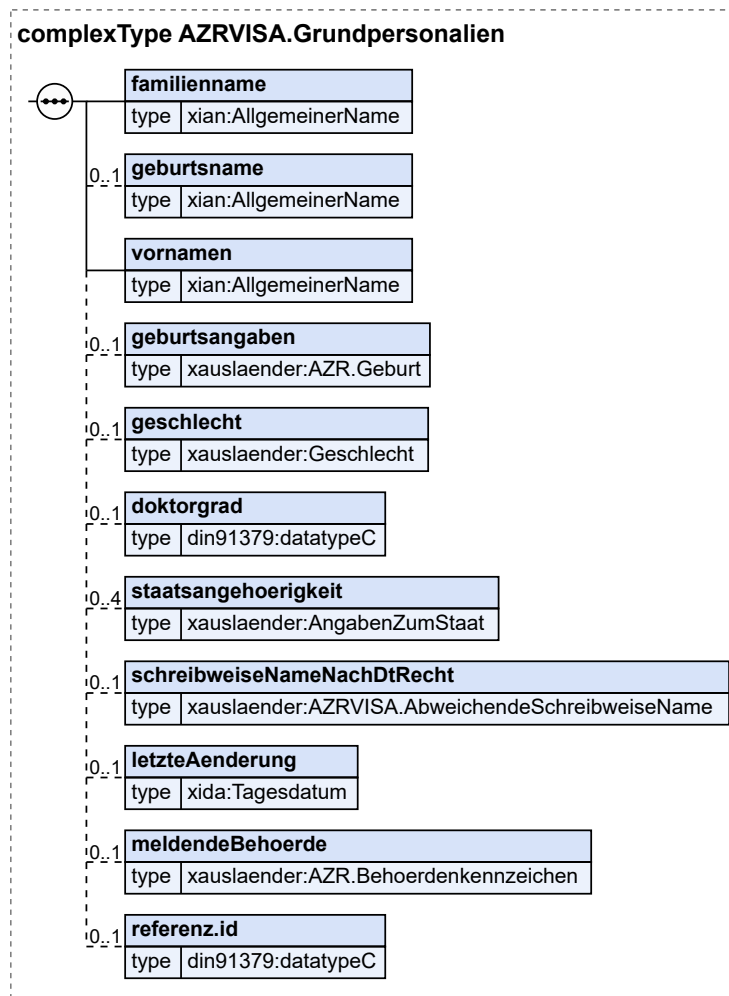 complexType AZRVISA.Grundpersonalien
familienname
type xian:AllgemeinerName
0..1 geburtsname
type xian:AllgemeinerName
vornamen
type xian:AllgemeinerName
0..1 geburtsangaben
type xauslaender:AZR.Geburt
0..1 geschlecht
type xauslaender:Geschlecht
0..1 doktorgrad
type din91379:datatypeC
0..4 staatsangehoerigkeit
type xauslaender:AngabenZumStaat
0..1 schreibweiseNameNachDtRecht
type xauslaender:AZRVISA.AbweichendeSchreibweiseName
0..1 letzteAenderung
type xida:Tagesdatum
0..1 meldendeBehoerde
type xauslaender:AZR.Behoerdenkennzeichen
0..1 referenz.id
type din91379:datatypeC